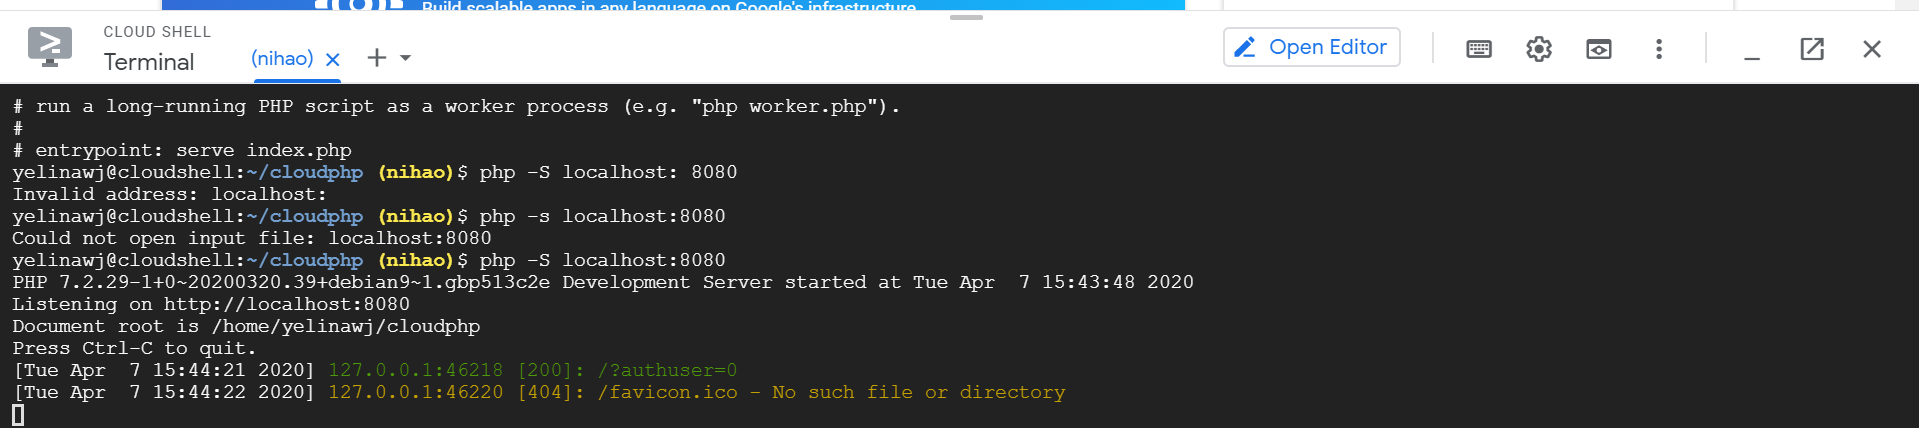 Build scalable apps in any language on Google's infrastructure
CLOUD SHELL
Terminal
(nihao)
Open Editor
# run a long-running PHP script as a worker process (e.g. "php worker.php").
#
# entrypoint: serve index.php
yelinawj@cloudshell:~/cloudphp (nihao)$ php -S localhost: 8080
Invalid address: localhost:
yelinawj@cloudshell:~/cloudphp (nihao)$ php -s localhost:8080
Could not open input file: localhost:8080
yelinawj@cloudshell:~/cloudphp (nihao)$ php -S localhost:8080
PHP 7.2.29-1+0~20200320.39+debian9~1.gbp513c2e Development Server started at Tue Apr  7 15:43:48 2020
Listening on http://localhost:8080
Document root is /home/yelinawj/cloudphp
Press Ctrl-C to quit.
[Tue Apr  7 15:44:21 2020] 127.0.0.1:46218 [200]: /?authuser=0
[Tue Apr  7 15:44:22 2020] 127.0.0.1:46220 [404]: /favicon.ico - No such file or directory